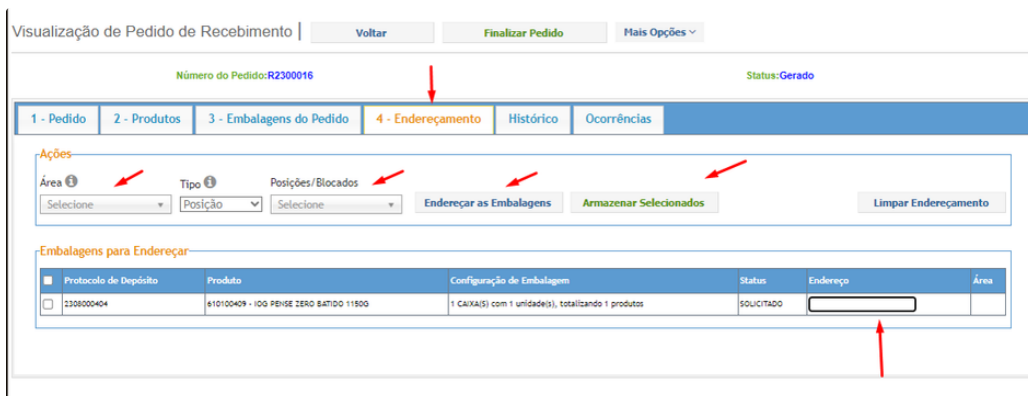 Visualização de Pedido de Recebimento | Voltar Finalizar Pedido Mais Opções
Número do Pedido:R2300016 Status:Gerado
1 - Pedido 2 - Produtos 3 - Embalagens do Pedido 4 - Endereçamento Histórico Ocorrências
Ações
Área Tipo Posições/Blocados
Selecione Posição Selecione Endereçar as Embalagens Armazenar Selecionados Limpar Endereçamento
Embalagens para Endereçar
Protocolo de Depósito Produto Configuração de Embalagem Status Endereço Área
2308000404 610100409 - IOG PENSE ZERO BATIDO 1150G 1 CAIXA(S) com 1 unidade(s), totalizando 1 produtos SOLICITADO